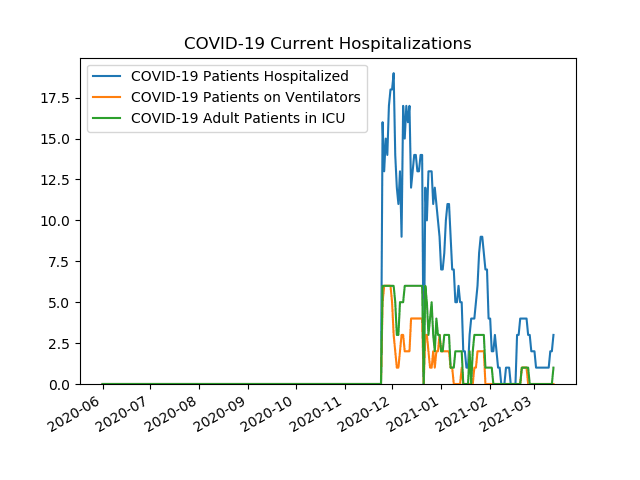 COVID-19 Current Hospitalizations
COVID-19 Patients Hospitalized
COVID-19 Patients on Ventilators
COVID-19 Adult Patients in ICU
17.5
15.0
12.5
10.0
7.5
5.0
2.5
0.0
2020-06 2020-07 2020-08 2020-09 2020-10 2020-11 2020-12 2021-01 2021-02 2021-03